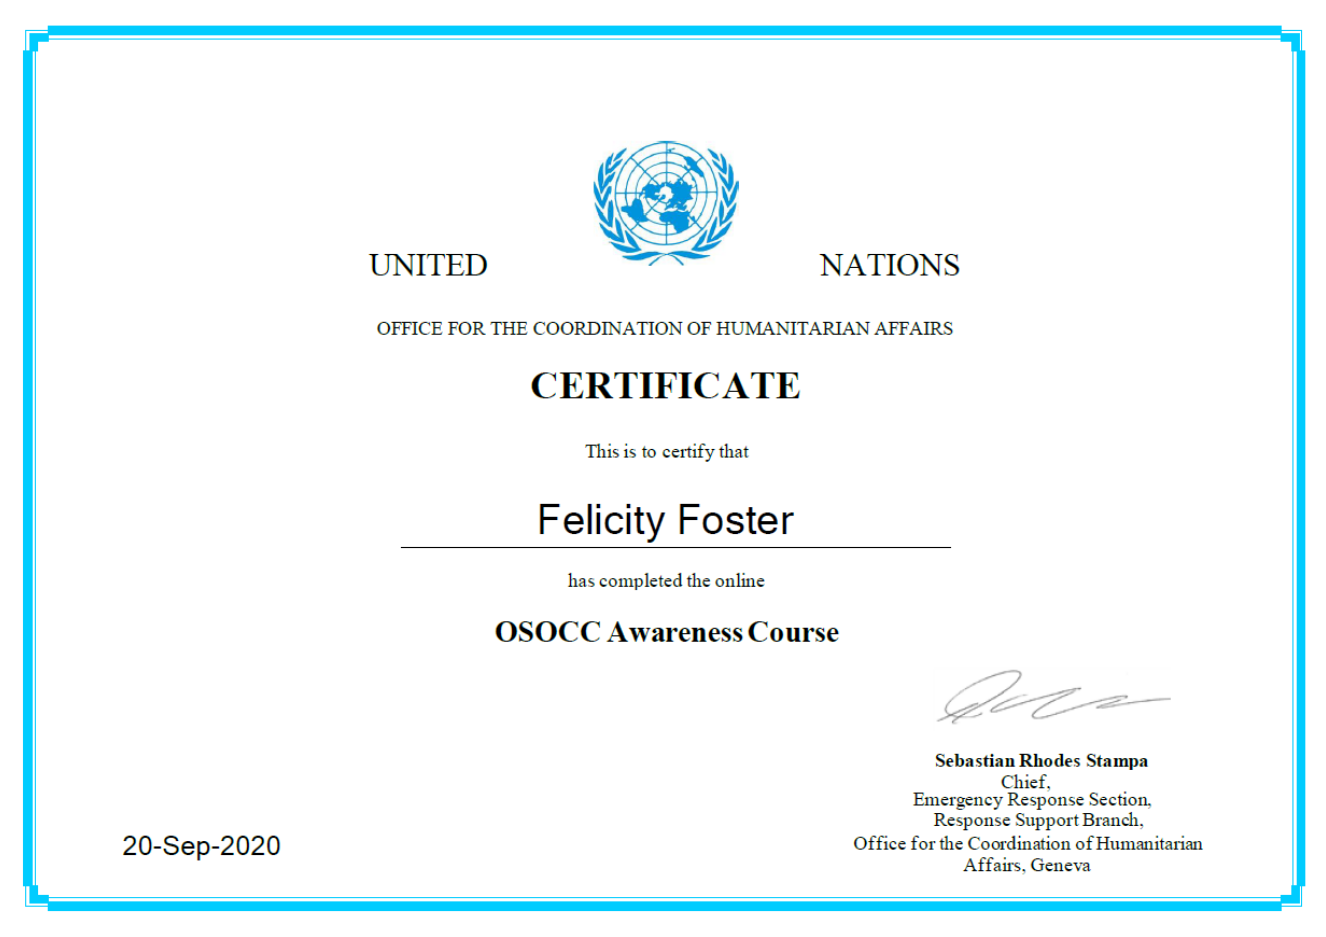 UNITED NATIONS
OFFICE FOR THE COORDINATION OF HUMANITARIAN AFFAIRS
CERTIFICATE
This is to certify that
Felicity Foster
has completed the online
OSOCC Awareness Course
Sebastian Rhodes Stampa
Chief,
Emergency Response Section,
Response Support Branch,
Office for the Coordination of Humanitarian
Affairs, Geneva
20-Sep-2020